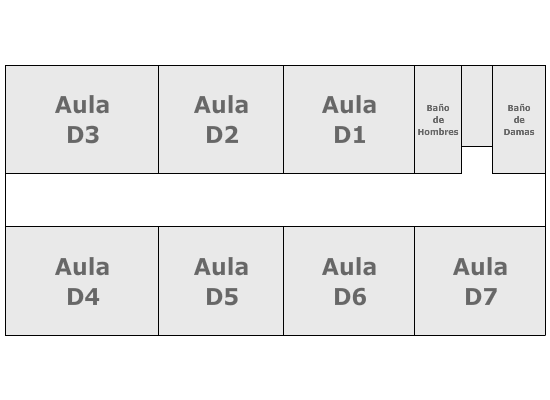 Aula
D3
Aula
D2
Aula
D1
Baño
de
Hombres
Baño
de
Damas
Aula
D4
Aula
D5
Aula
D6
Aula
D7